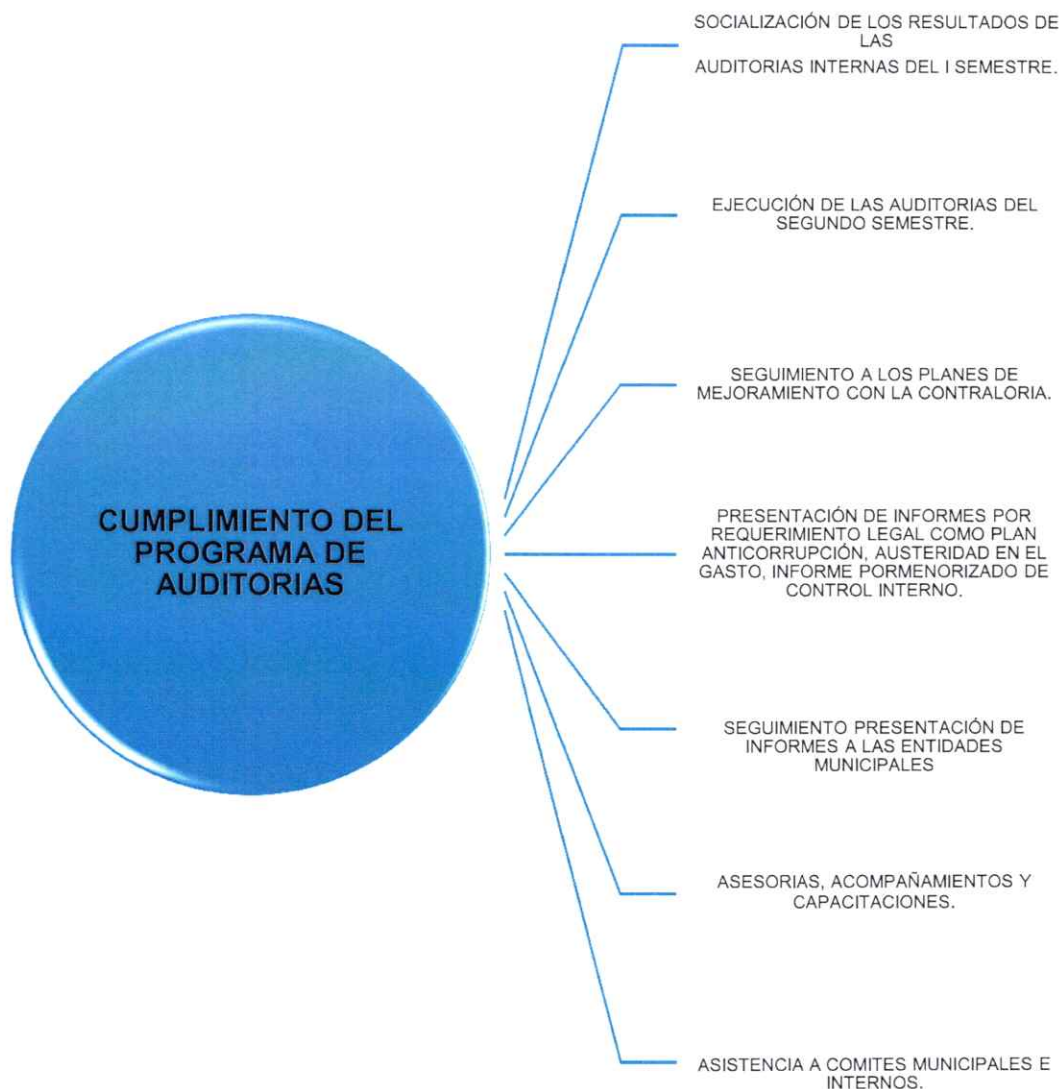 SOCIALIZACIÓN DE LOS RESULTADOS DE
LAS
AUDITORIAS INTERNAS DEL I SEMESTRE.
EJECUCIÓN DE LAS AUDITORIAS DEL
SEGUNDO SEMESTRE.
SEGUIMIENTO A LOS PLANES DE
MEJORAMIENTO CON LA CONTRALORIA.
CUMPLIMIENTO DEL
PROGRAMA DE
AUDITORIAS
PRESENTACIÓN DE INFORMES POR
REQUERIMIENTO LEGAL COMO PLAN
ANTICORRUPCIÓN, AUSTERIDAD EN EL
GASTO, INFORME PORMENORIZADO DE
CONTROL INTERNO.
SEGUIMIENTO PRESENTACIÓN DE
INFORMES A LAS ENTIDADES
MUNICIPALES
ASESORIAS, ACOMPAÑAMIENTOS Y
CAPACITACIONES.
ASISTENCIA A COMITES MUNICIPALES E
INTERNOS.